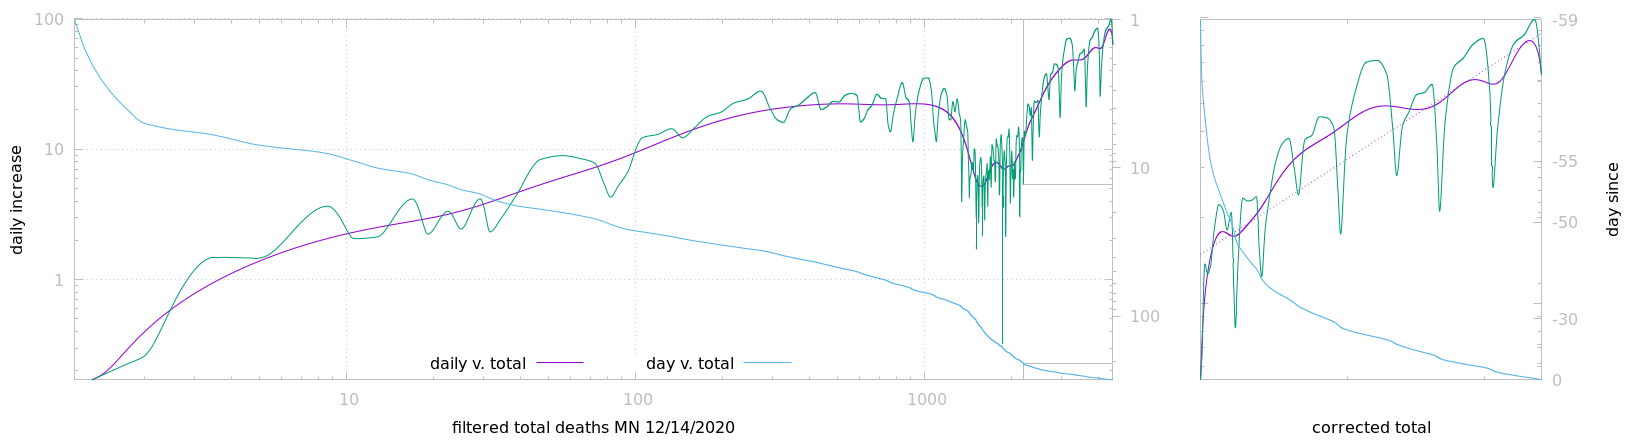 100
10
1
daily increase
daily v. total
day v. total
10
100
1000
filtered total deaths MN 12/14/2020
1
10
100
-59
-55
-50
-30
0
day since
corrected total